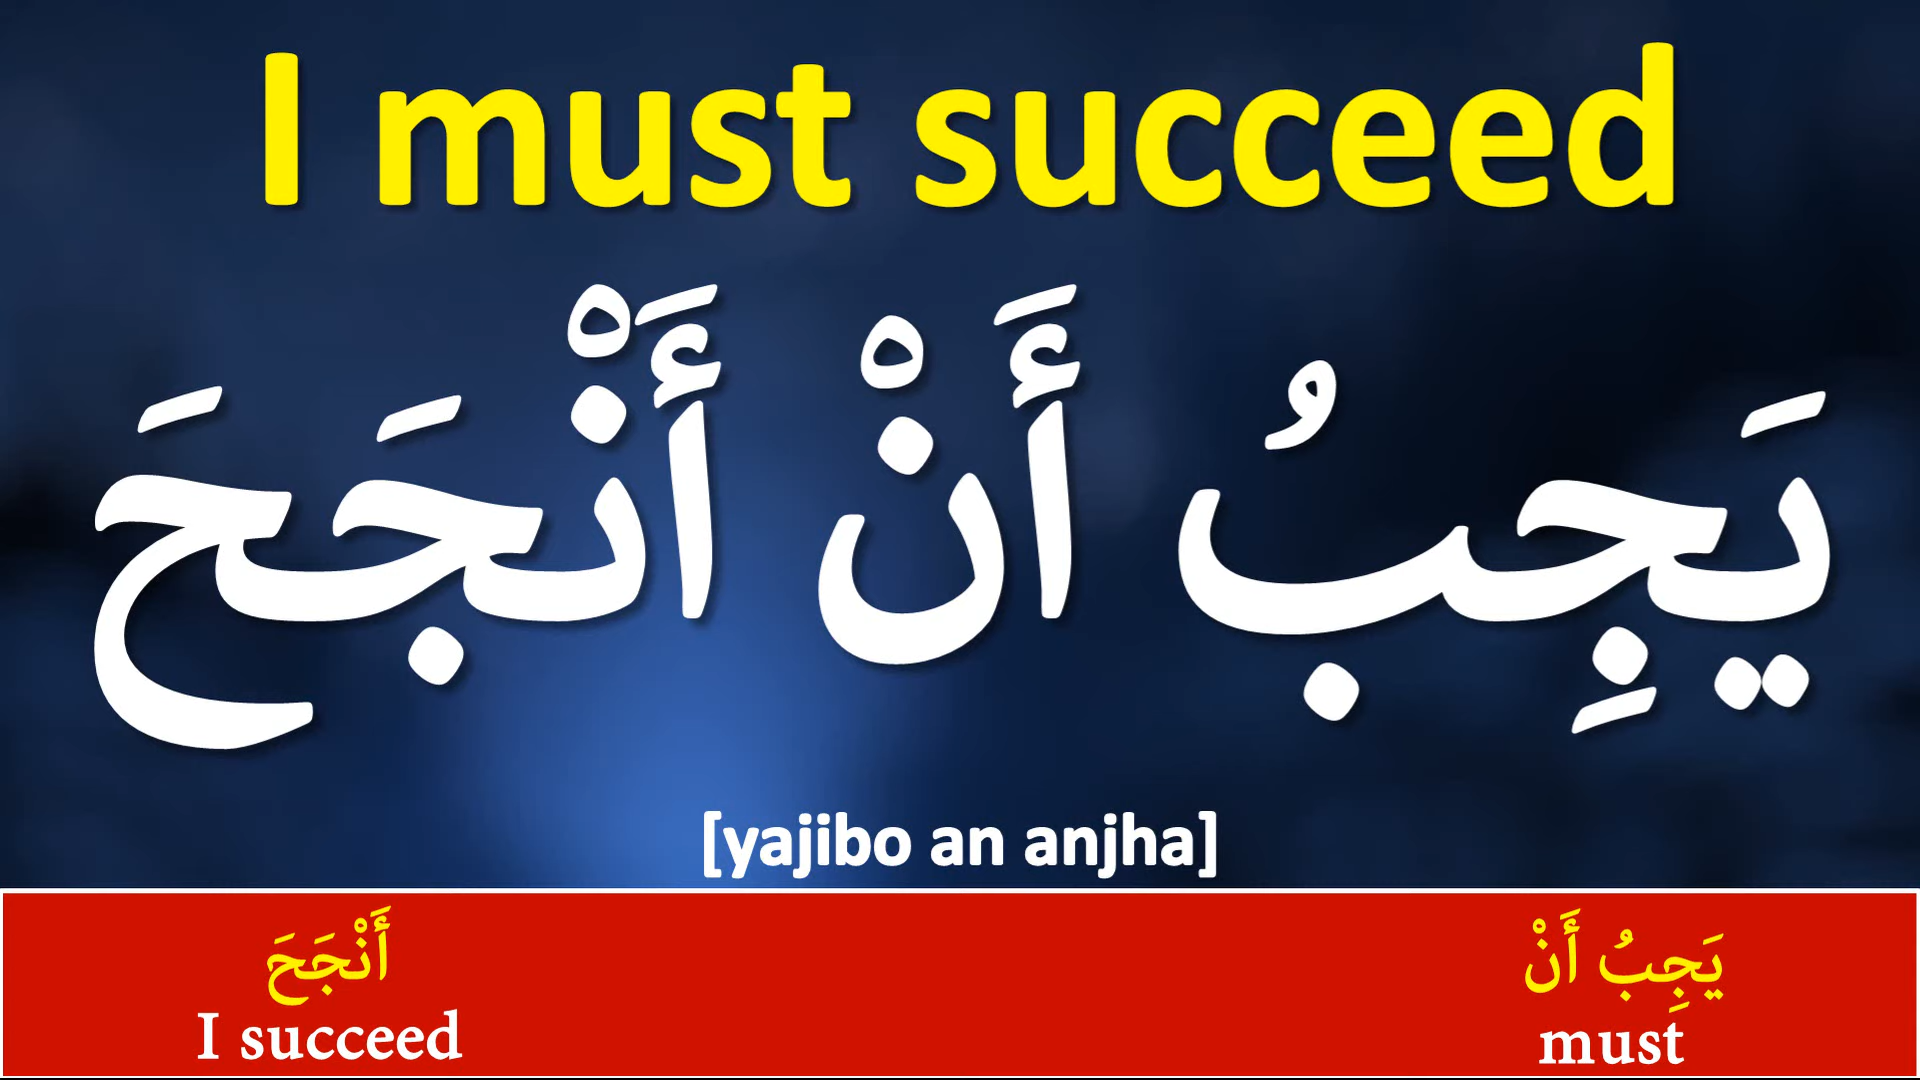 I must succeed
يَجِبُ أَنْ أَنْجَحَ
[yajibo an anjha]
يَجِبُ أَنْ
must
أَنْجَحَ
I succeed